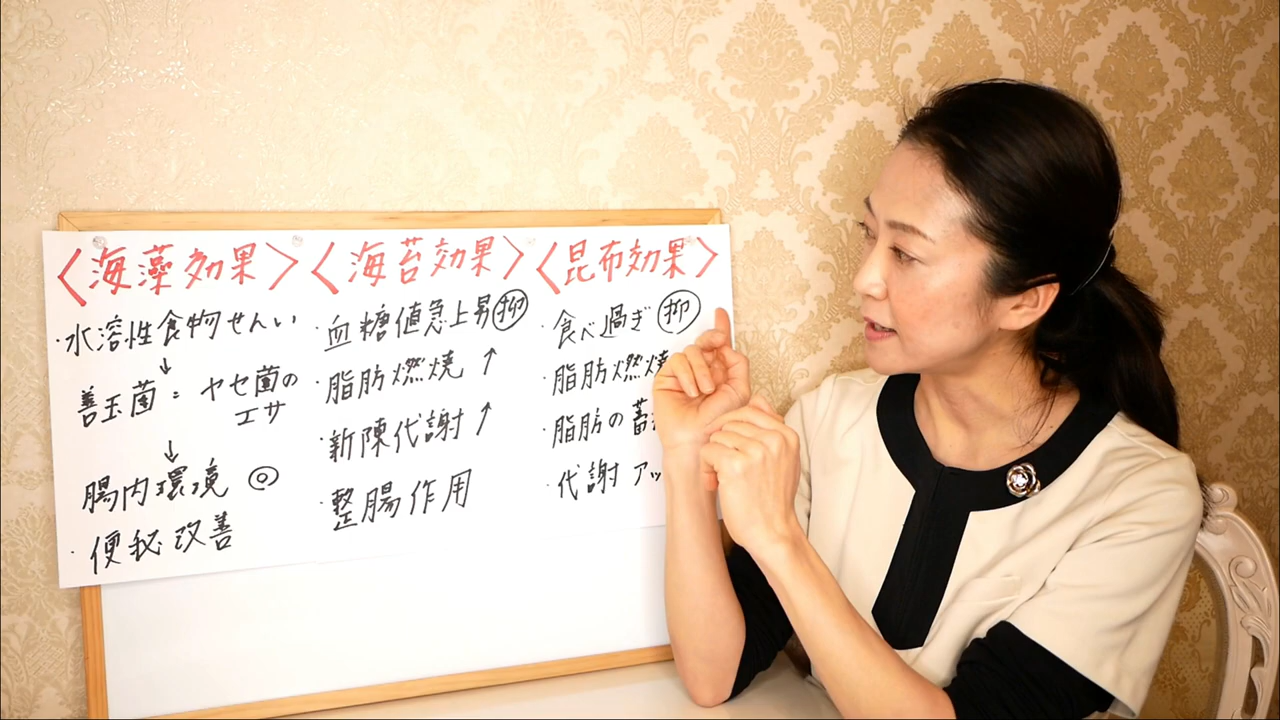 〈海藻効果〉
・水溶性食物せんい
↓
善玉菌:ヤセ菌の
エサ
↓
腸内環境 ◎
・便秘改善
〈海苔効果〉
・血糖値急上昇㊥抑
・脂肪燃焼↑
・新陳代謝↑
・整腸作用
〈昆布効果〉
・食べ過ぎ 抑
・脂肪燃焼
・脂肪の蓄
・代謝アッ